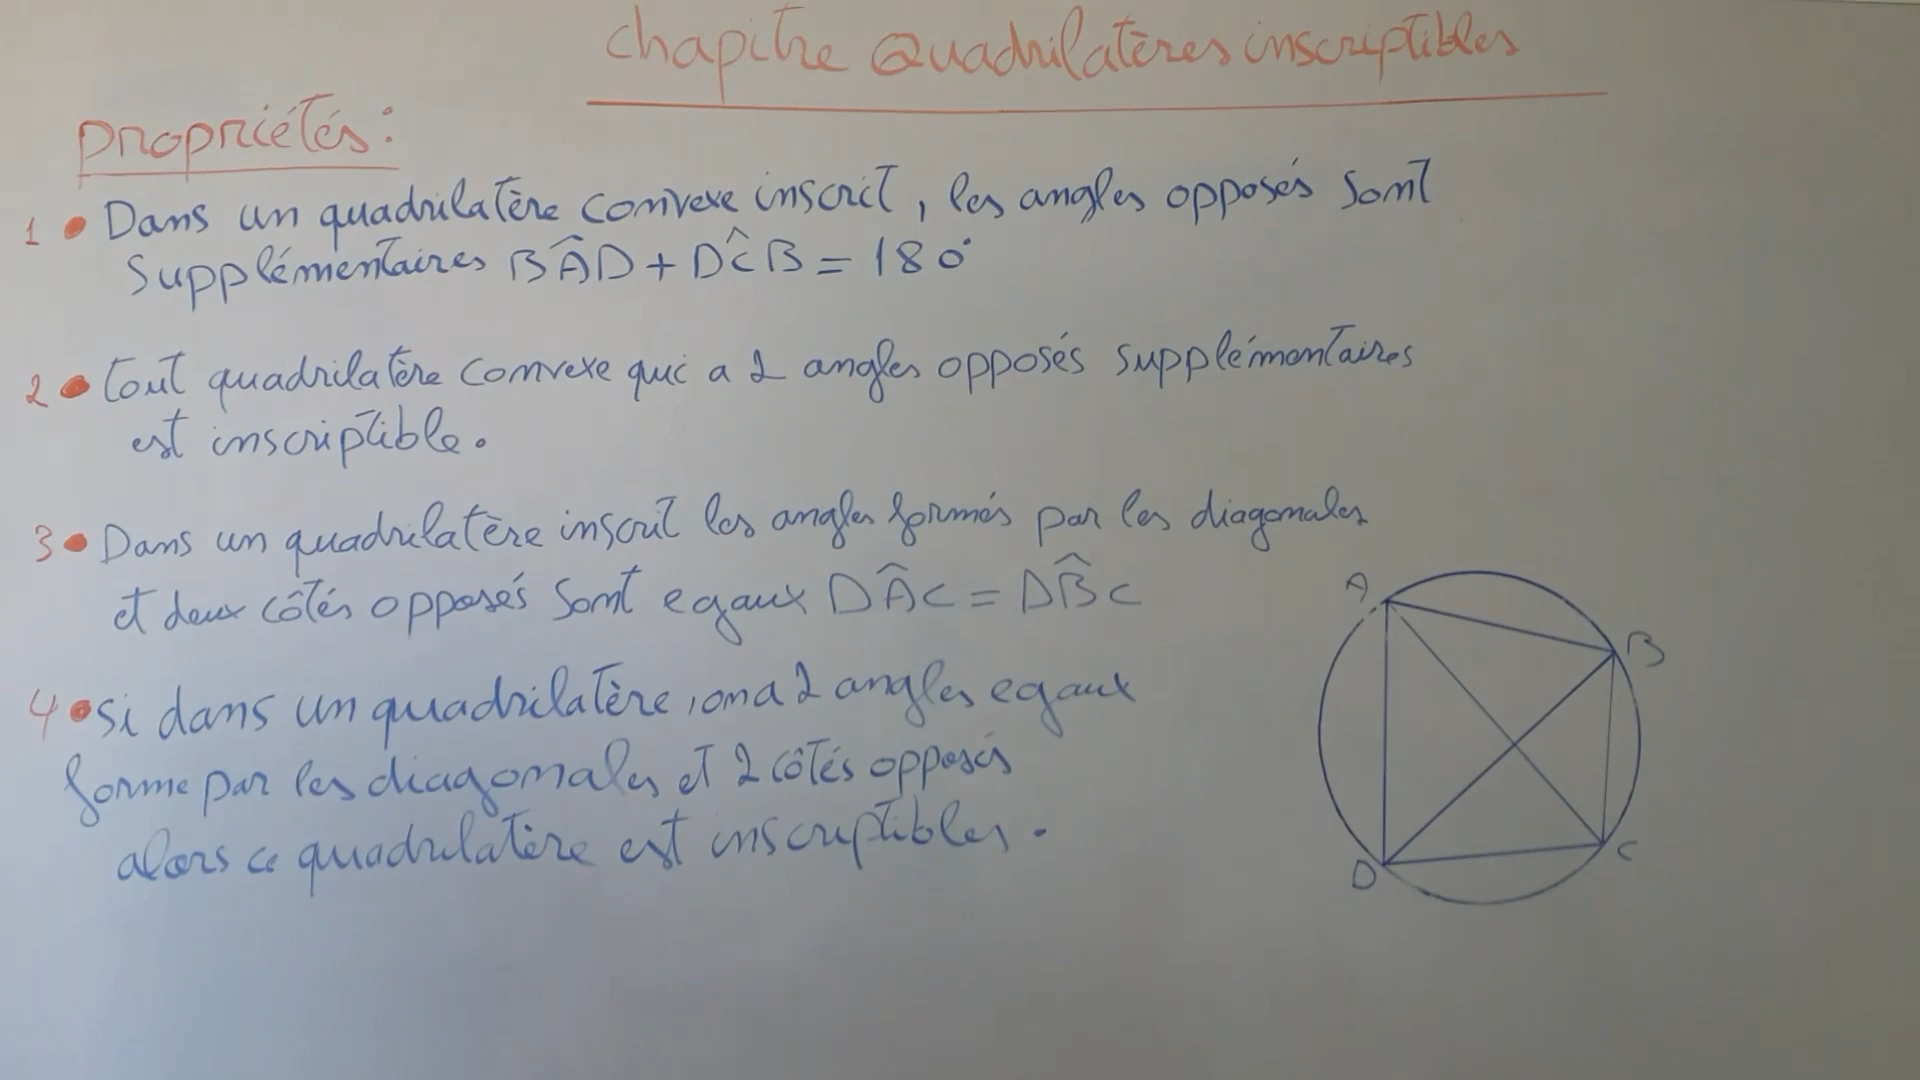 chapitre Quadrilatères inscriptibles
propriétés:
1 • Dans un quadrilatère convexe inscrit, les angles opposés sont
supplémentaires BÂD + DĈB = 180°
2 • tout quadrilatère convexe qui a 2 angles opposés supplémentaires
est inscriptible.
3 • Dans un quadrilatère inscrit les angles formés par les diagonales
et deux côtés opposés sont egaux DÂC = DB̂C
4 • si dans un quadrilatère, on a 2 angles egaux
forme par les diagonales et 2 côtés opposés
alors ce quadrilatère est inscriptibles.
A
B
C
D